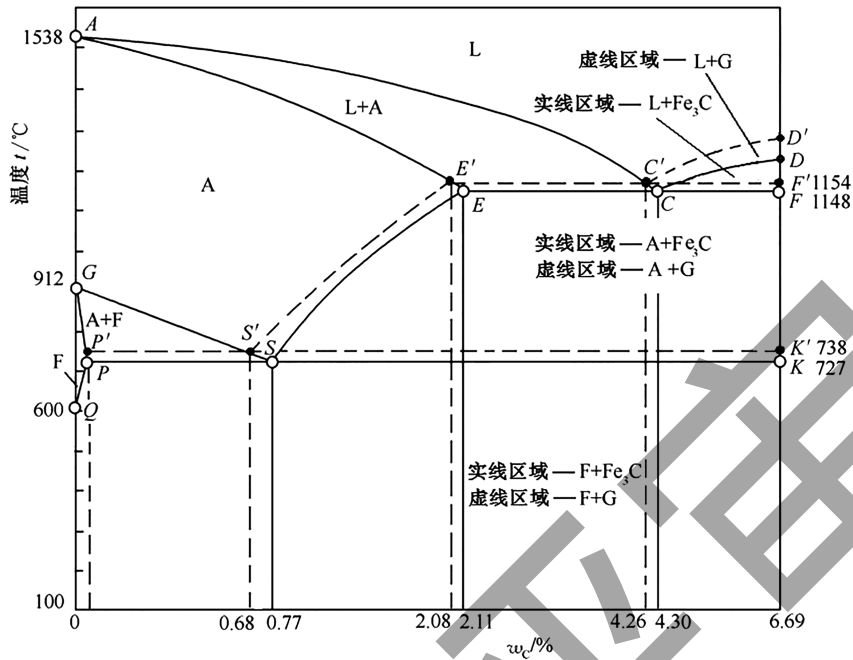 1538
A
L
虚线区域 — L+G
实线区域 — L+Fe₃C
L+A
D'
D
E'
C'
F' 1154
E
C
F 1148
A
温度 t/℃
实线区域 — A+Fe₃C
虚线区域 — A+G
912
G
A+F
P'
S'
S
K' 738
K 727
F
P
600
Q
实线区域 — F+Fe₃C
虚线区域 — F+G
100
0
0.68
0.77
2.08
2.11
4.26
4.30
6.69
w_C/%